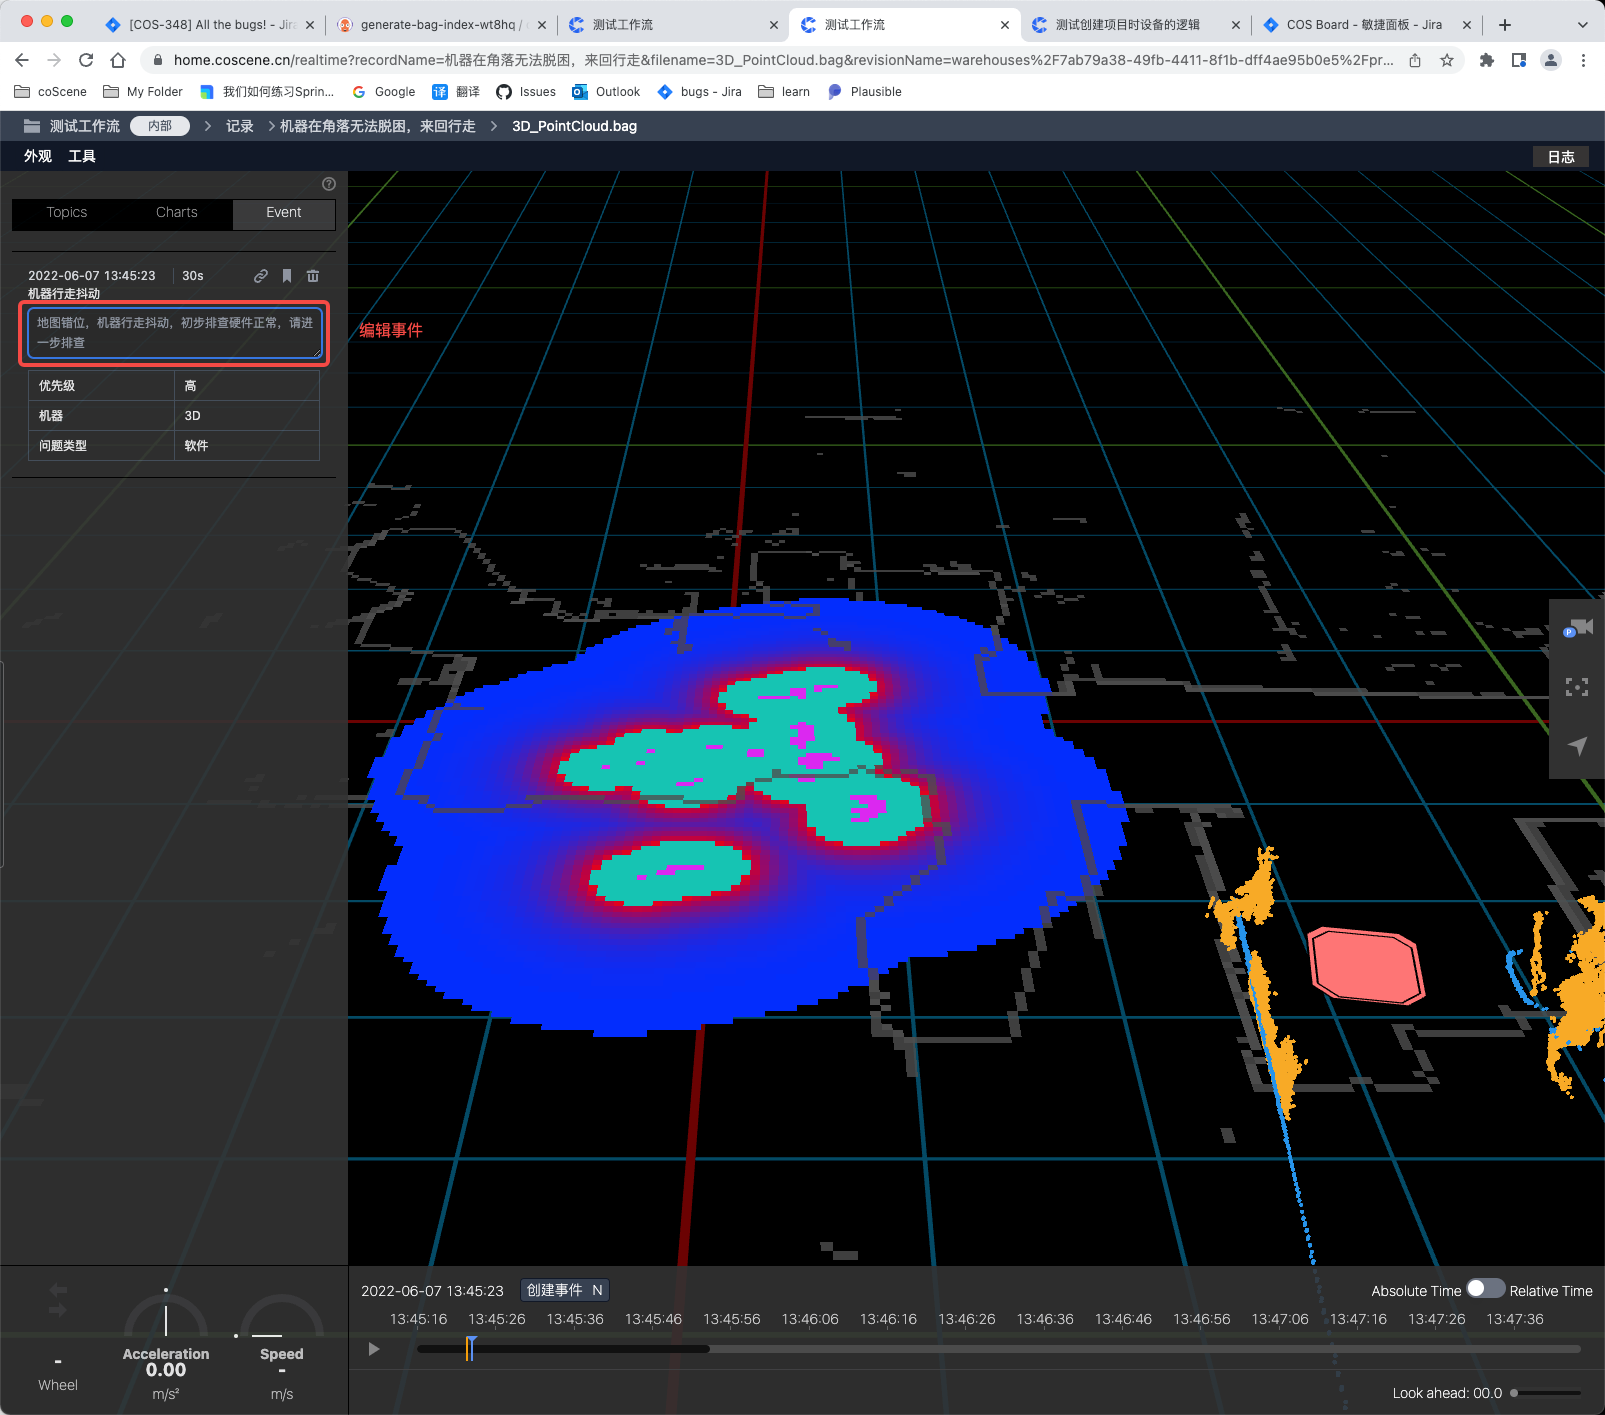 [COS-348] All the bugs! - Jira
generate-bag-index-wt8hq /
测试工作流
测试工作流
测试创建项目时设备的逻辑
COS Board - 敏捷面板 - Jira
home.coscene.cn/realtime?recordName=机器在角落无法脱困，来回行走&filename=3D_PointCloud.bag&revisionName=warehouses%2F7ab79a38-49fb-4411-8f1b-dff4ae95b0e5%2Fpr...
coScene
My Folder
我们如何练习Sprin...
Google
翻译
Issues
Outlook
bugs - Jira
learn
Plausible
测试工作流 内部 > 记录 > 机器在角落无法脱困，来回行走 > 3D_PointCloud.bag
外观 工具
日志
Topics Charts Event
2022-06-07 13:45:23 30s
机器行走抖动
地图错位，机器行走抖动，初步排查硬件正常，请进
一步排查
编辑事件
优先级 高
机器 3D
问题类型 软件
P
2022-06-07 13:45:23 创建事件 N
Absolute Time Relative Time
13:45:16 13:45:26 13:45:36 13:45:46 13:45:56 13:46:06 13:46:16 13:46:26 13:46:36 13:46:46 13:46:56 13:47:06 13:47:16 13:47:26 13:47:36
-
Wheel
Acceleration
0.00
m/s²
Speed
-
m/s
Look ahead: 00.0